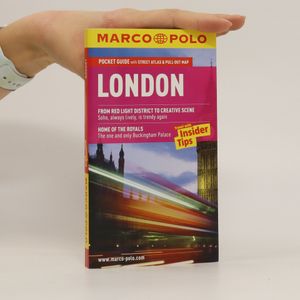 MARCO POLO
POCKET GUIDE with STREET ATLAS & PULL-OUT MAP
LONDON
FROM RED LIGHT DISTRICT TO CREATIVE SCENE
Soho, always lively, is trendy again
HOME OF THE ROYALS
The one and only Buckingham Palace
Insider
Tips
www.marco-polo.com